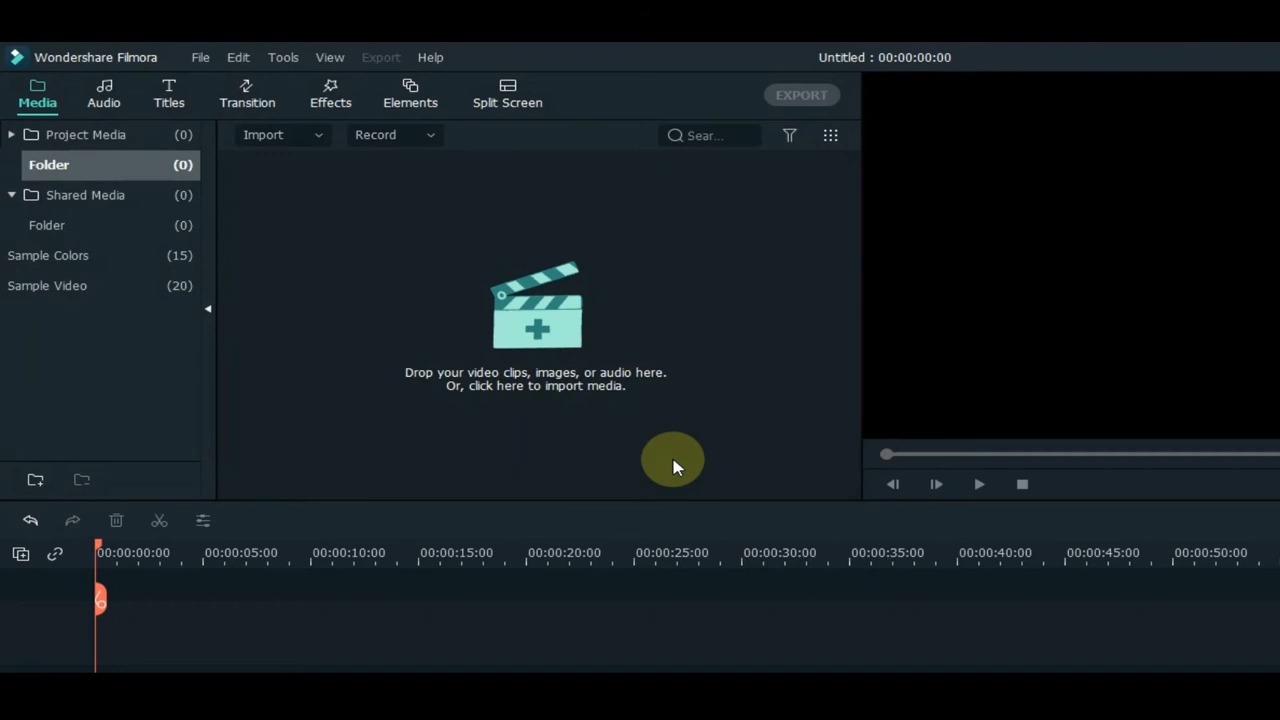 Wondershare Filmora File Edit Tools View Export Help Untitled : 00:00:00:00
Media Audio Titles Transition Effects Elements Split Screen EXPORT
Project Media (0) Import Record Sear...
Folder (0)
Shared Media (0)
Folder (0)
Sample Colors (15)
Sample Video (20)
Drop your video clips, images, or audio here.
Or, click here to import media.
00:00:00:00 00:00:05:00 00:00:10:00 00:00:15:00 00:00:20:00 00:00:25:00 00:00:30:00 00:00:35:00 00:00:40:00 00:00:45:00 00:00:50:00